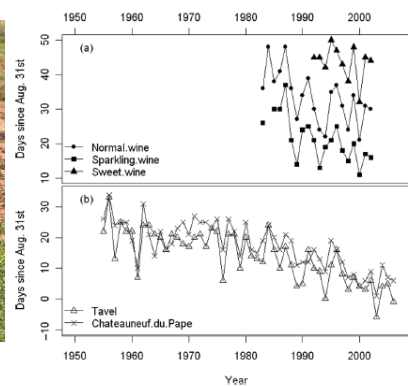 1950 1960 1970 1980 1990 2000
Days since Aug. 31st
50
40
30
20
10
(a)
Normal.wine
Sparkling.wine
Sweet.wine
Days since Aug. 31st
30
20
10
0
−10
(b)
Tavel
Chateauneuf.du.Pape
1950 1960 1970 1980 1990 2000
Year